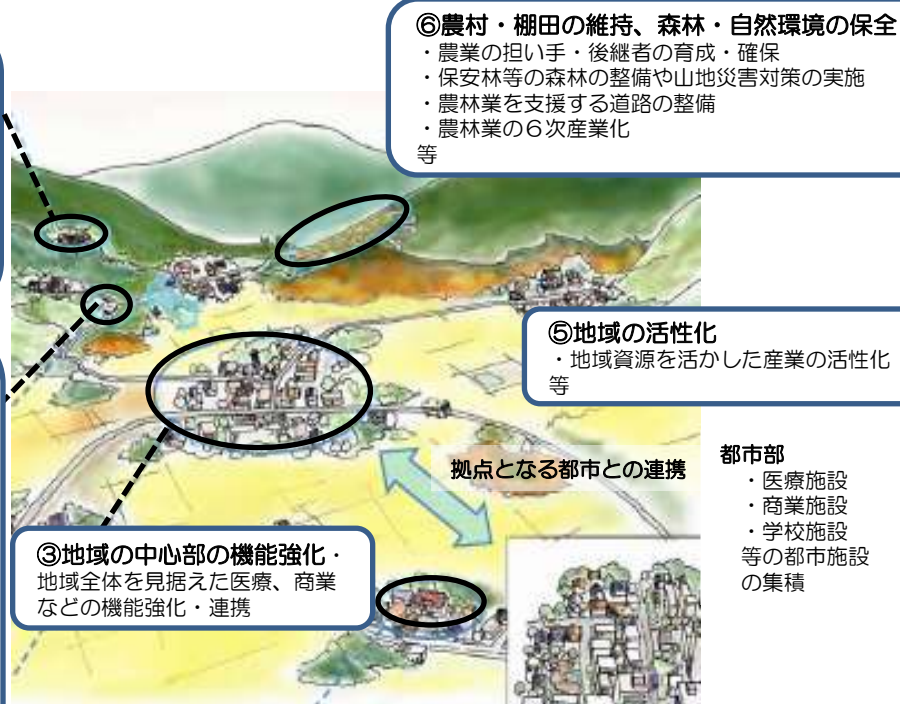 ⑥農村・棚田の維持、森林・自然環境の保全
・農業の担い手・後継者の育成・確保
・保安林等の森林の整備や山地災害対策の実施
・農林業を支援する道路の整備
・農林業の６次産業化
等
⑤地域の活性化
・地域資源を活かした産業の活性化
等
拠点となる都市との連携
都市部
・医療施設
・商業施設
・学校施設
等の都市施設
の集積
③地域の中心部の機能強化・
地域全体を見据えた医療、商業
などの機能強化・連携